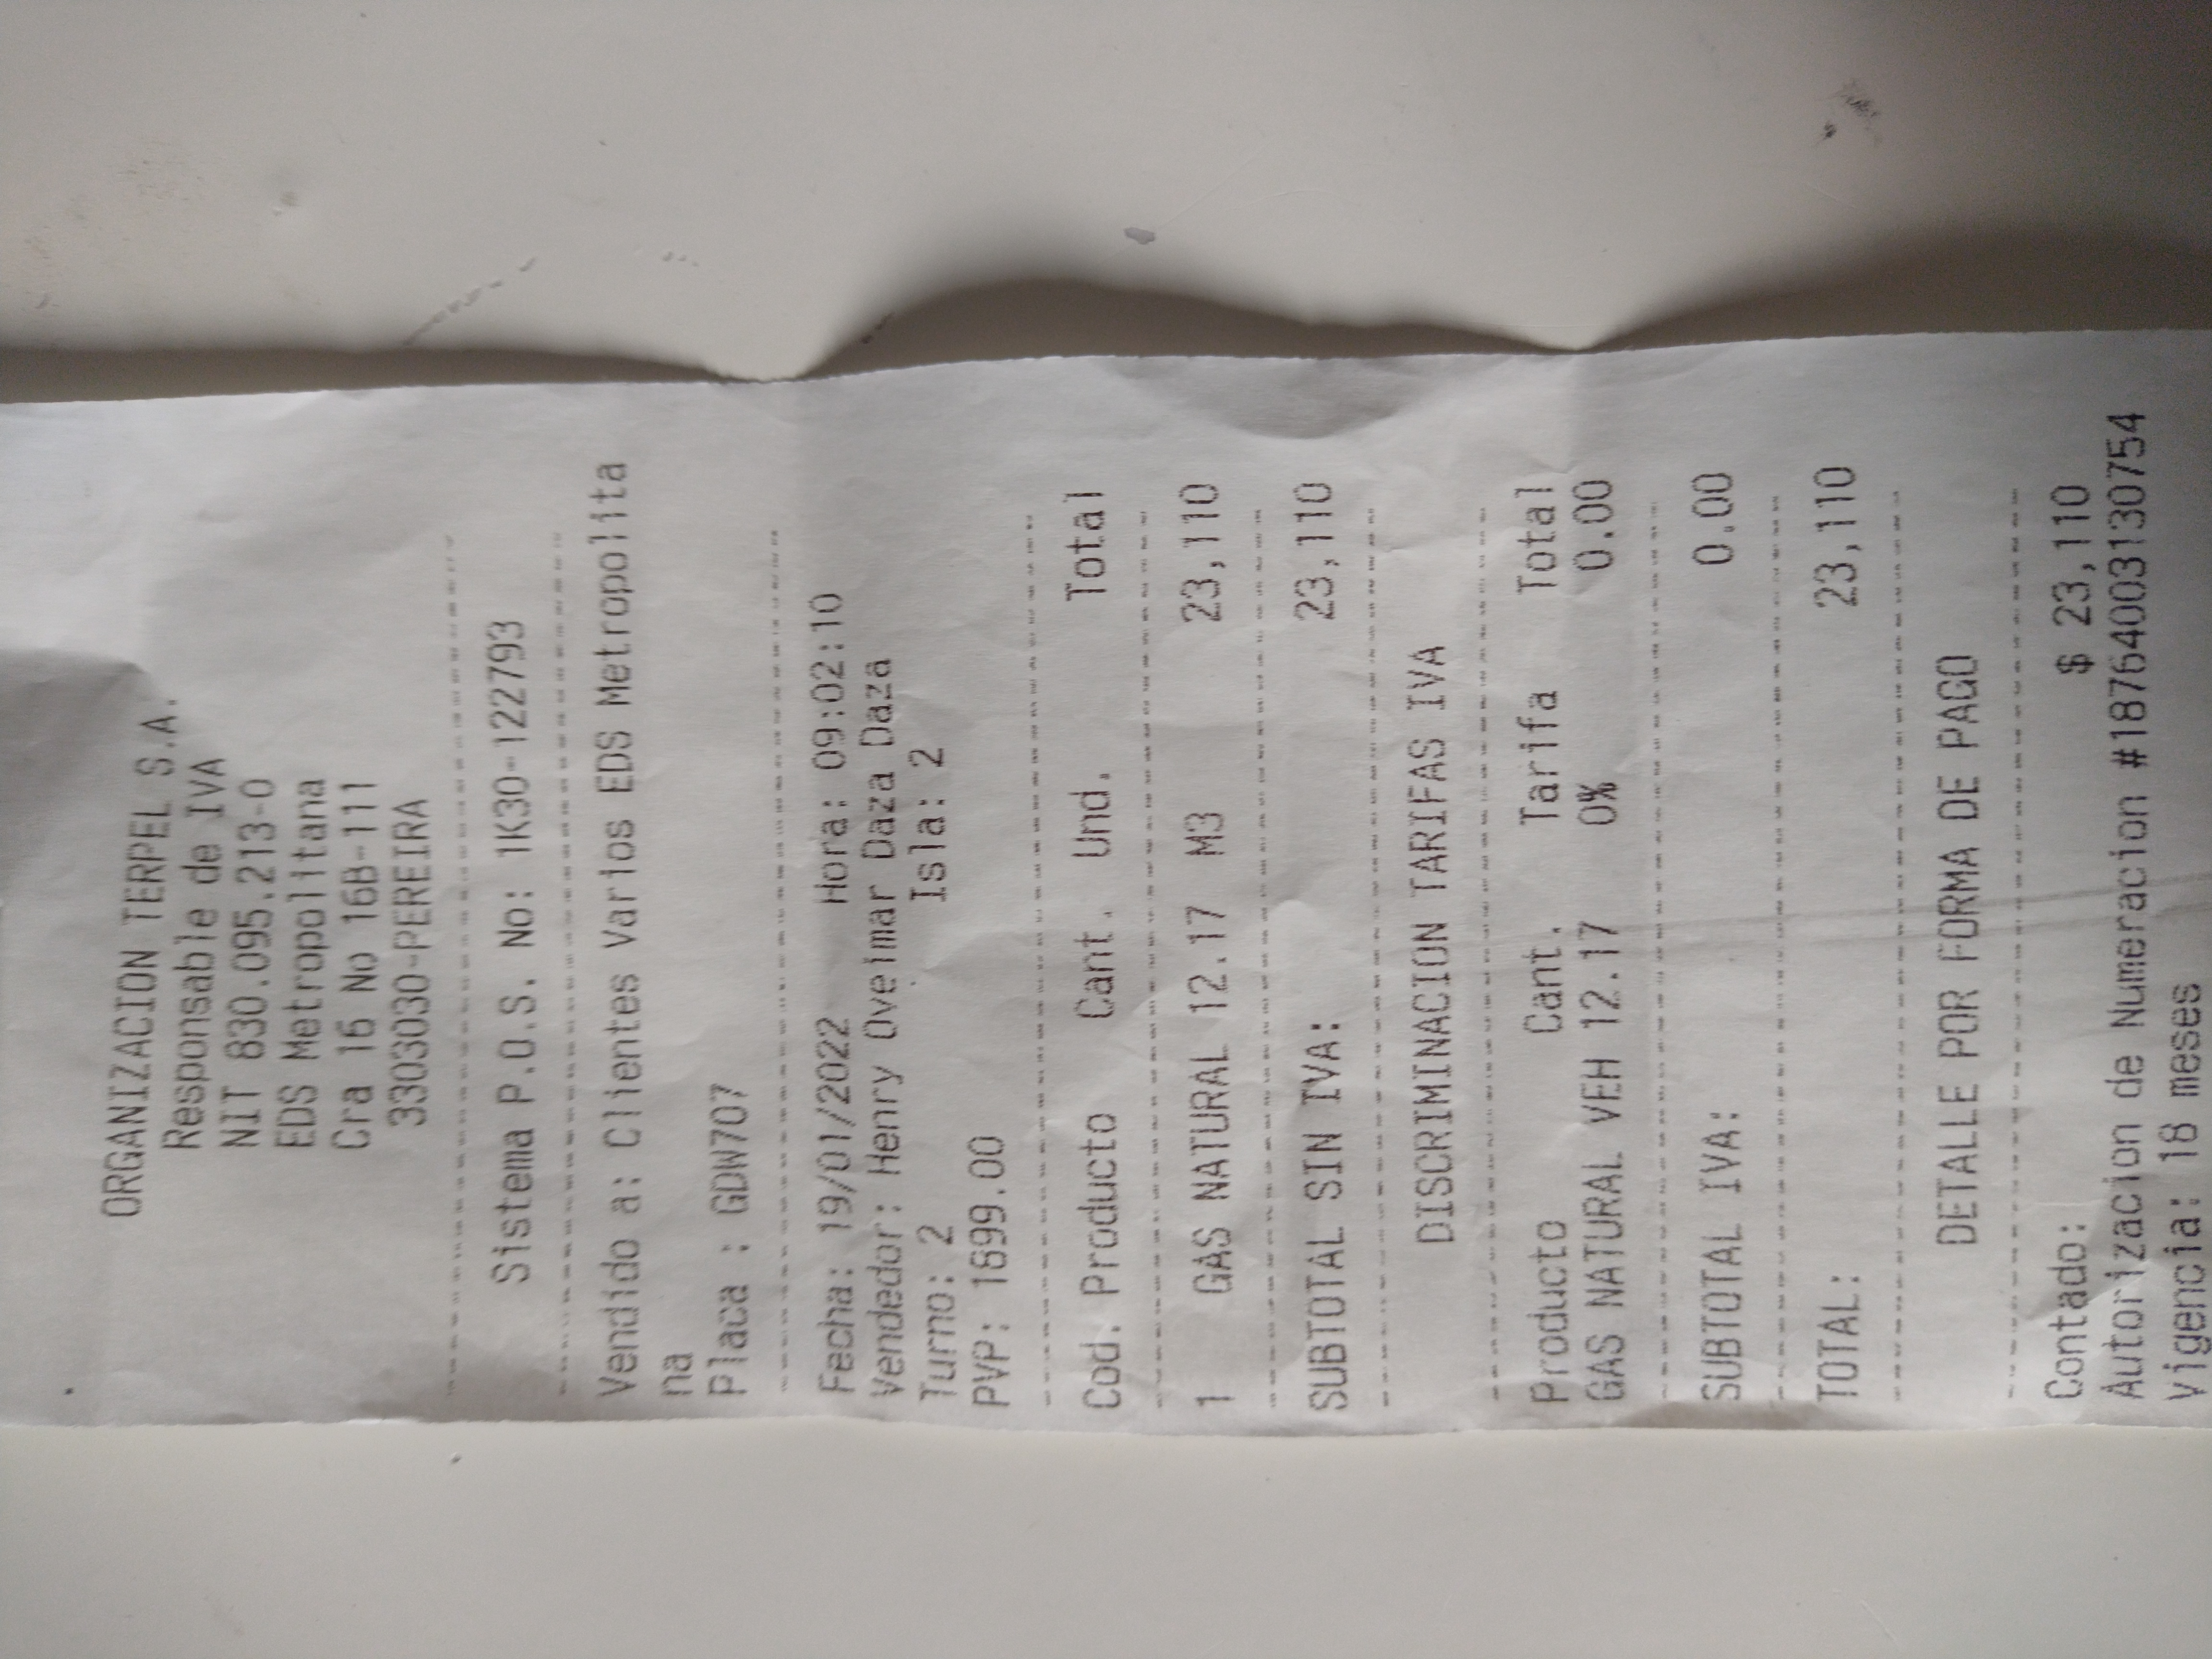 ORGANIZACION TERPEL S.A.
Responsable de IVA
NIT 830.095.213-0
EDS Metropolitana
Cra 16 No 16B-111
3303030-PEREIRA
Sistema P.O.S. No: 1K30-122793
Vendido a: Clientes Varios EDS Metropolita
na
Placa : GDW707
Fecha: 19/01/2022 Hora: 09:02:10
Vendedor: Henry Oveimar Daza Daza
Turno: 2 Isla: 2
PVP: 1899.00
Cod. Producto Cant. Und. Total
1 GAS NATURAL 12.17 M3 23,110
SUBTOTAL SIN IVA: 23,110
DISCRIMINACION TARIFAS IVA
Producto Cant. Tarifa Total
GAS NATURAL VEH 12.17 0% 0.00
SUBTOTAL IVA: 0.00
TOTAL: 23,110
DETALLE POR FORMA DE PAGO
Contado: $ 23,110
Autorizacion de Numeracion #18764003130754
Vigencia: 18 meses